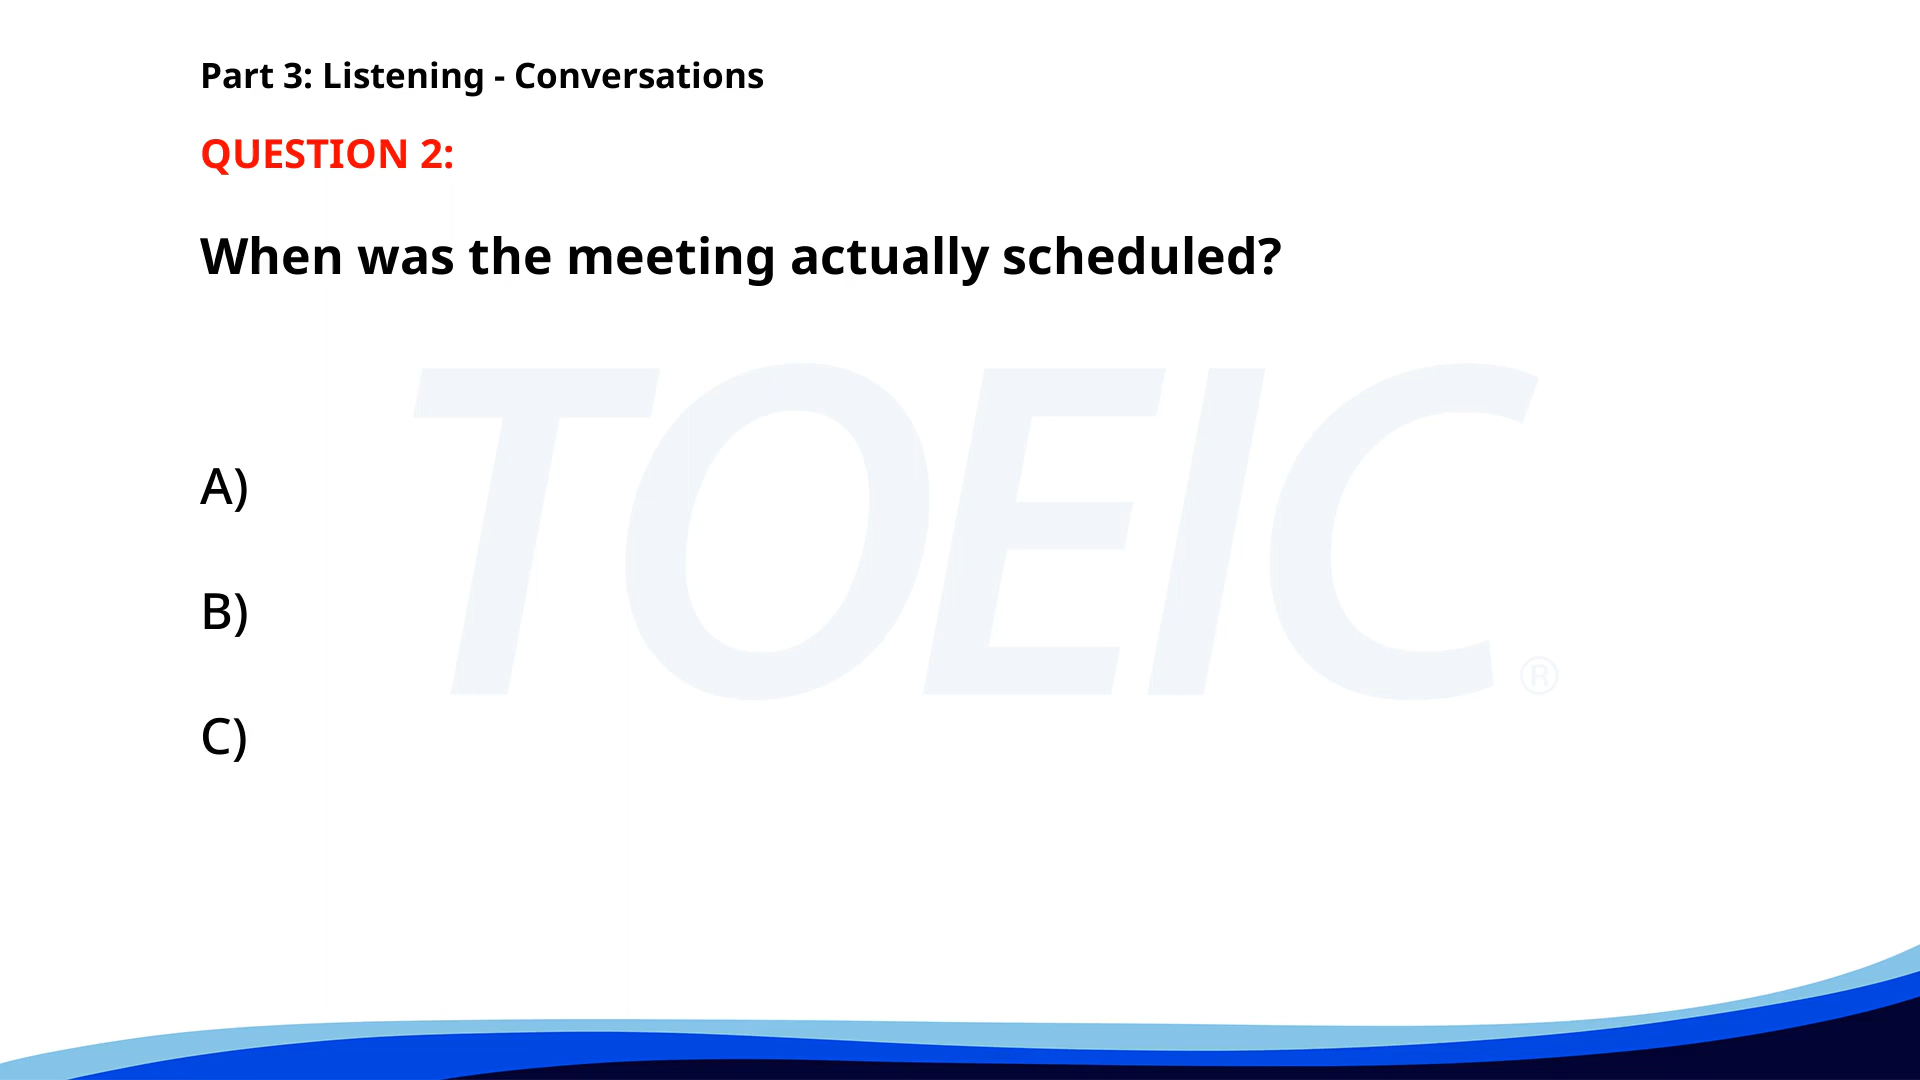 Part 3: Listening - Conversations
QUESTION 2:
When was the meeting actually scheduled?
TOEIC®
A)
B)
C)